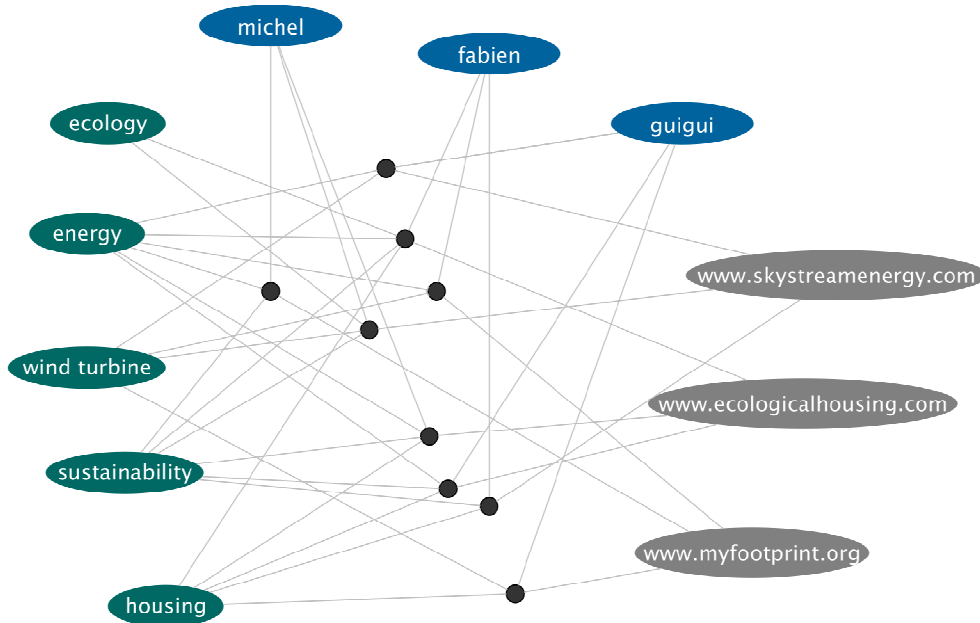 michel
fabien
ecology
guigui
energy
www.skystreamenergy.com
wind turbine
www.ecologicalhousing.com
sustainability
www.myfootprint.org
housing